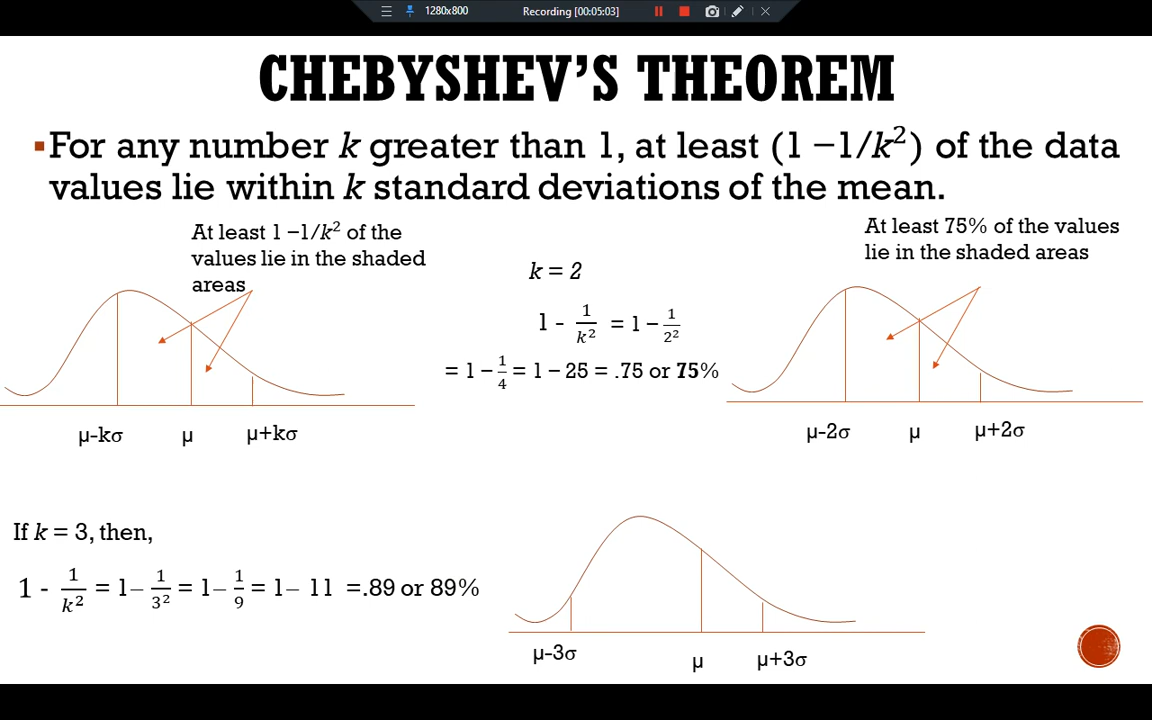 1280x800
Recording [00:05:03]
CHEBYSHEV'S THEOREM
▪For any number k greater than 1, at least (1 −1/k²) of the data
values lie within k standard deviations of the mean.
At least 1 −1/k² of the
values lie in the shaded
areas
k = 2
1 - 1/k² = 1 − 1/2²
= 1 − 1/4 = 1 − 25 = .75 or 75%
At least 75% of the values
lie in the shaded areas
µ-kσ µ µ+kσ
µ-2σ µ µ+2σ
If k = 3, then,
1 - 1/k² = 1− 1/3² = 1− 1/9 = 1− 11 =.89 or 89%
µ-3σ µ µ+3σ